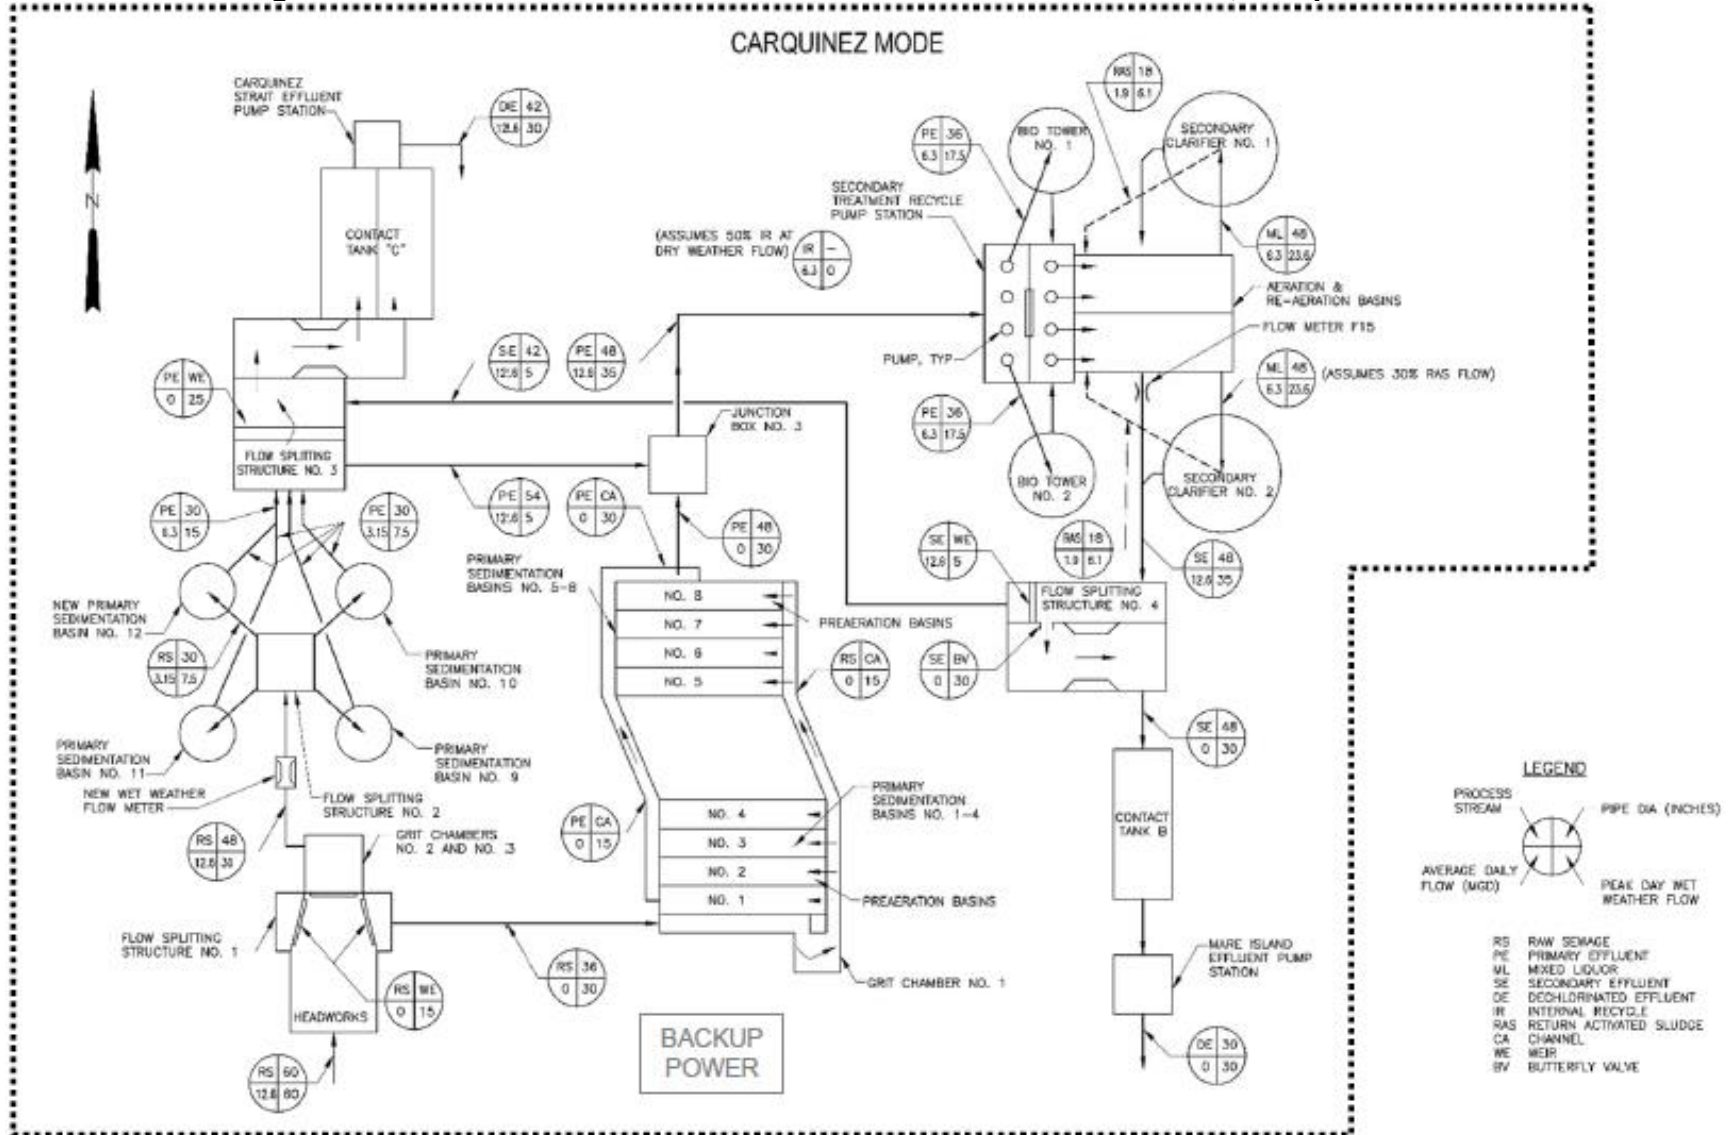 CARQUINEZ MODE
CARQUINEZ
STRAIT EFFLUENT
PUMP STATION
DE 42
12.6 30
N
CONTACT
TANK "C"
PE WE
0 25
FLOW SPLITTING
STRUCTURE NO. 3
PE 30
6.3 15
PE 30
3.15 7.5
NEW PRIMARY
SEDIMENTATION
BASIN NO. 12
RS 30
3.15 7.5
PRIMARY
SEDIMENTATION
BASIN NO. 10
PRIMARY
SEDIMENTATION
BASIN NO. 11
PRIMARY
SEDIMENTATION
BASIN NO. 9
NEW WET WEATHER
FLOW METER
FLOW SPLITTING
STRUCTURE NO. 2
RS 48
12.6 30
GRIT CHAMBERS
NO. 2 AND NO. 3
FLOW SPLITTING
STRUCTURE NO. 1
HEADWORKS
RS WE
0 15
RS 60
12.6 60
RS 36
0 30
SE 42
12.6 5
PE 48
12.6 35
JUNCTION
BOX NO. 3
PE 54
12.6 5
PE CA
0 30
PE 48
0 30
PRIMARY
SEDIMENTATION
BASINS NO. 5-8
NO. 8
NO. 7
NO. 6
NO. 5
PREAERATION BASINS
RS CA
0 15
PE CA
0 15
NO. 4
NO. 3
NO. 2
NO. 1
PRIMARY
SEDIMENTATION
BASINS NO. 1-4
PREAERATION BASINS
GRIT CHAMBER NO. 1
BACKUP
POWER
(ASSUMES 50% IR AT
DRY WEATHER FLOW)
IR -
6.3 0
SECONDARY
TREATMENT RECYCLE
PUMP STATION
PE 36
6.3 17.5
BIO TOWER
NO. 1
RAS 18
1.9 6.1
SECONDARY
CLARIFIER NO. 1
ML 48
6.3 23.6
AERATION &
RE-AERATION BASINS
FLOW METER F15
PUMP, TYP
ML 48
6.3 23.6
(ASSUMES 30% RAS FLOW)
PE 36
6.3 17.5
BIO TOWER
NO. 2
SECONDARY
CLARIFIER NO. 2
SE WE
12.6 5
RAS 18
1.9 6.1
SE 48
12.6 35
FLOW SPLITTING
STRUCTURE NO. 4
SE BV
0 30
SE 48
0 30
CONTACT
TANK B
MARE ISLAND
EFFLUENT PUMP
STATION
DE 30
0 30
LEGEND
PROCESS
STREAM
PIPE DIA (INCHES)
AVERAGE DAILY
FLOW (MGD)
PEAK DAY WET
WEATHER FLOW
RS RAW SEWAGE
PE PRIMARY EFFLUENT
ML MIXED LIQUOR
SE SECONDARY EFFLUENT
DE DECHLORINATED EFFLUENT
IR INTERNAL RECYCLE
RAS RETURN ACTIVATED SLUDGE
CA CHANNEL
WE WEIR
BV BUTTERFLY VALVE